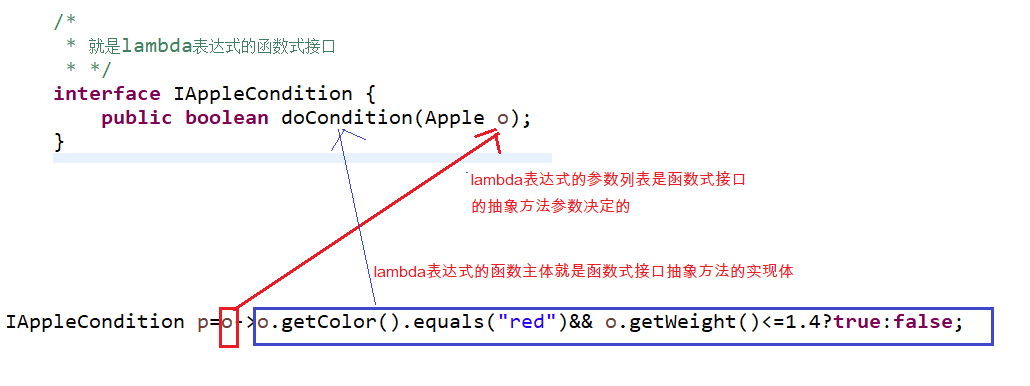 /*
* 就是lambda表达式的函数式接口
* */
interface IAppleCondition {
public boolean doCondition(Apple o);
}
lambda表达式的参数列表是函数式接口
的抽象方法参数决定的
lambda表达式的函数主体就是函数式接口抽象方法的实现体
IAppleCondition p=o->o.getColor().equals("red")&& o.getWeight()<=1.4?true:false;